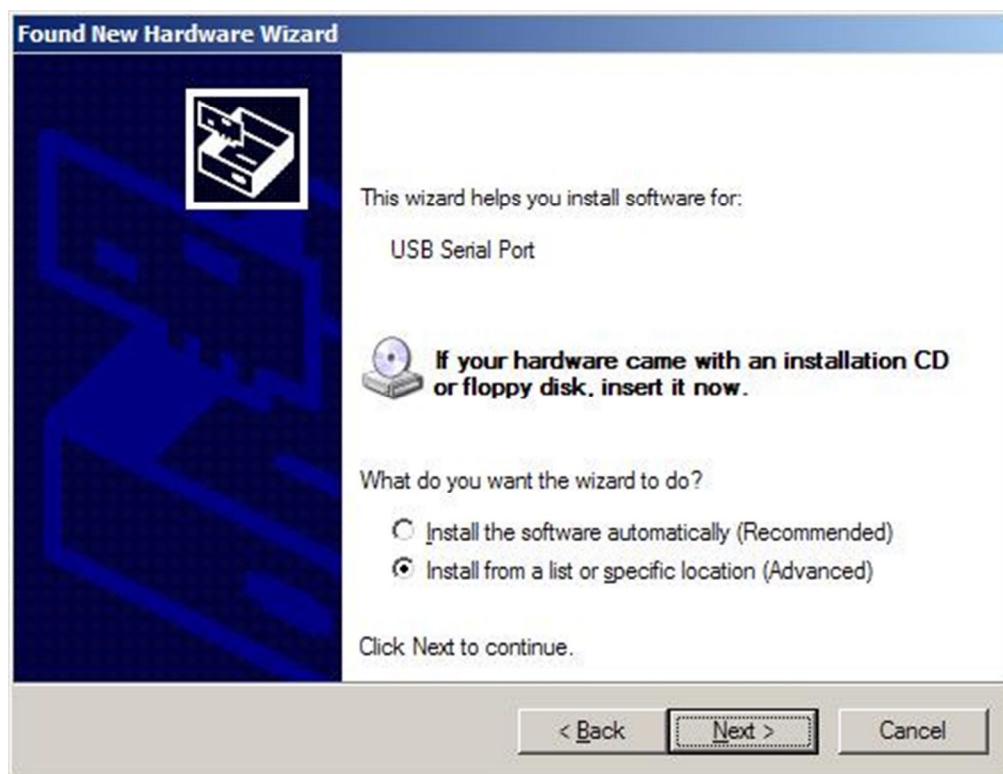 Found New Hardware Wizard
This wizard helps you install software for:
USB Serial Port
If your hardware came with an installation CD
or floppy disk, insert it now.
What do you want the wizard to do?
Install the software automatically (Recommended)
Install from a list or specific location (Advanced)
Click Next to continue.
< Back Next > Cancel